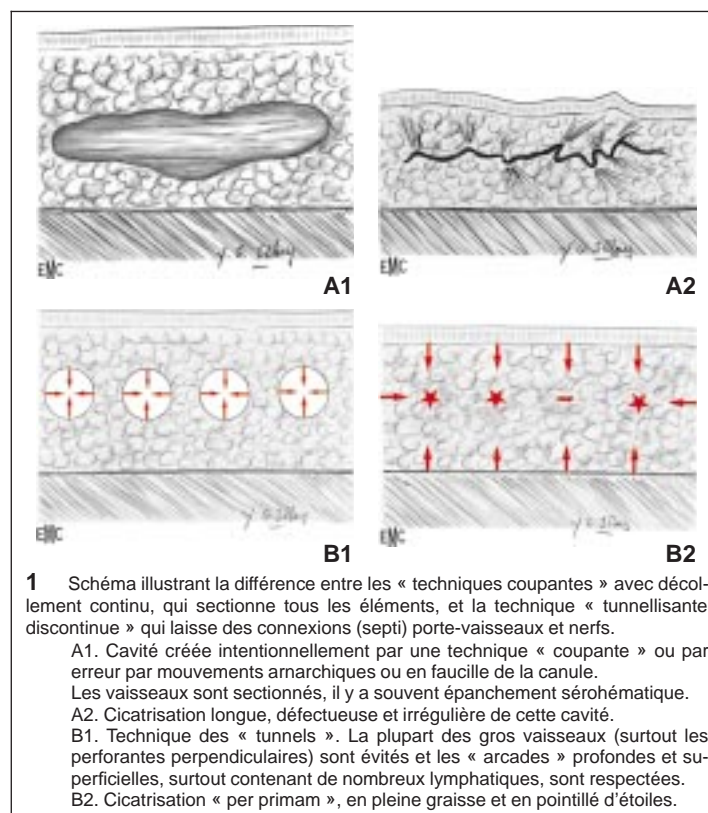 EMC
A1
EMC
A2
EMC
B1
EMC
B2
1 Schéma illustrant la différence entre les « techniques coupantes » avec décol-
lement continu, qui sectionne tous les éléments, et la technique « tunnellisante
discontinue » qui laisse des connexions (septi) porte-vaisseaux et nerfs.
A1. Cavité créée intentionnellement par une technique « coupante » ou par
erreur par mouvements arnarchiques ou en faucille de la canule.
Les vaisseaux sont sectionnés, il y a souvent épanchement sérohématique.
A2. Cicatrisation longue, défectueuse et irrégulière de cette cavité.
B1. Technique des « tunnels ». La plupart des gros vaisseaux (surtout les
perforantes perpendiculaires) sont évités et les « arcades » profondes et su-
perficielles, surtout contenant de nombreux lymphatiques, sont respectées.
B2. Cicatrisation « per primam », en pleine graisse et en pointillé d'étoiles.